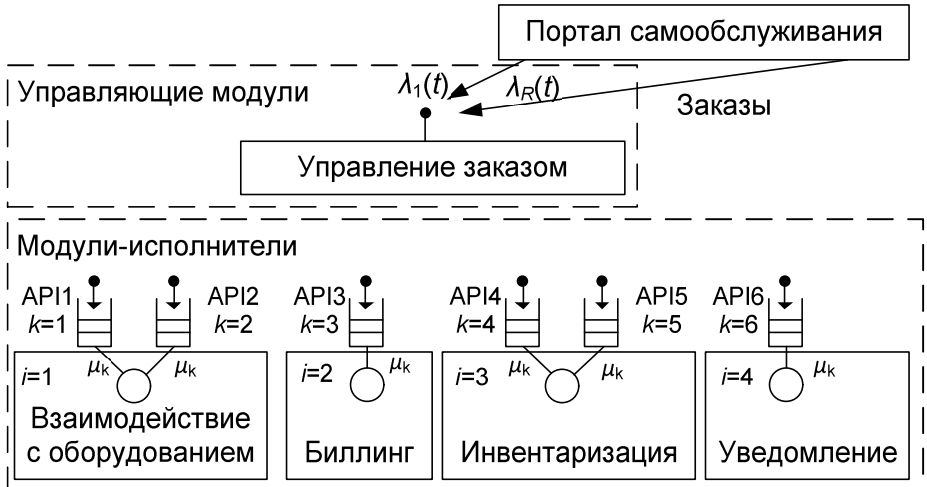 Портал самообслуживания
Управляющие модули
λ1(t)
λR(t)
Заказы
Управление заказом
Модули-исполнители
API1
k=1
API2
k=2
API3
k=3
API4
k=4
API5
k=5
API6
k=6
i=1
μk
μk
i=2
μk
i=3
μk
μk
i=4
μk
Взаимодействие
с оборудованием
Биллинг
Инвентаризация
Уведомление